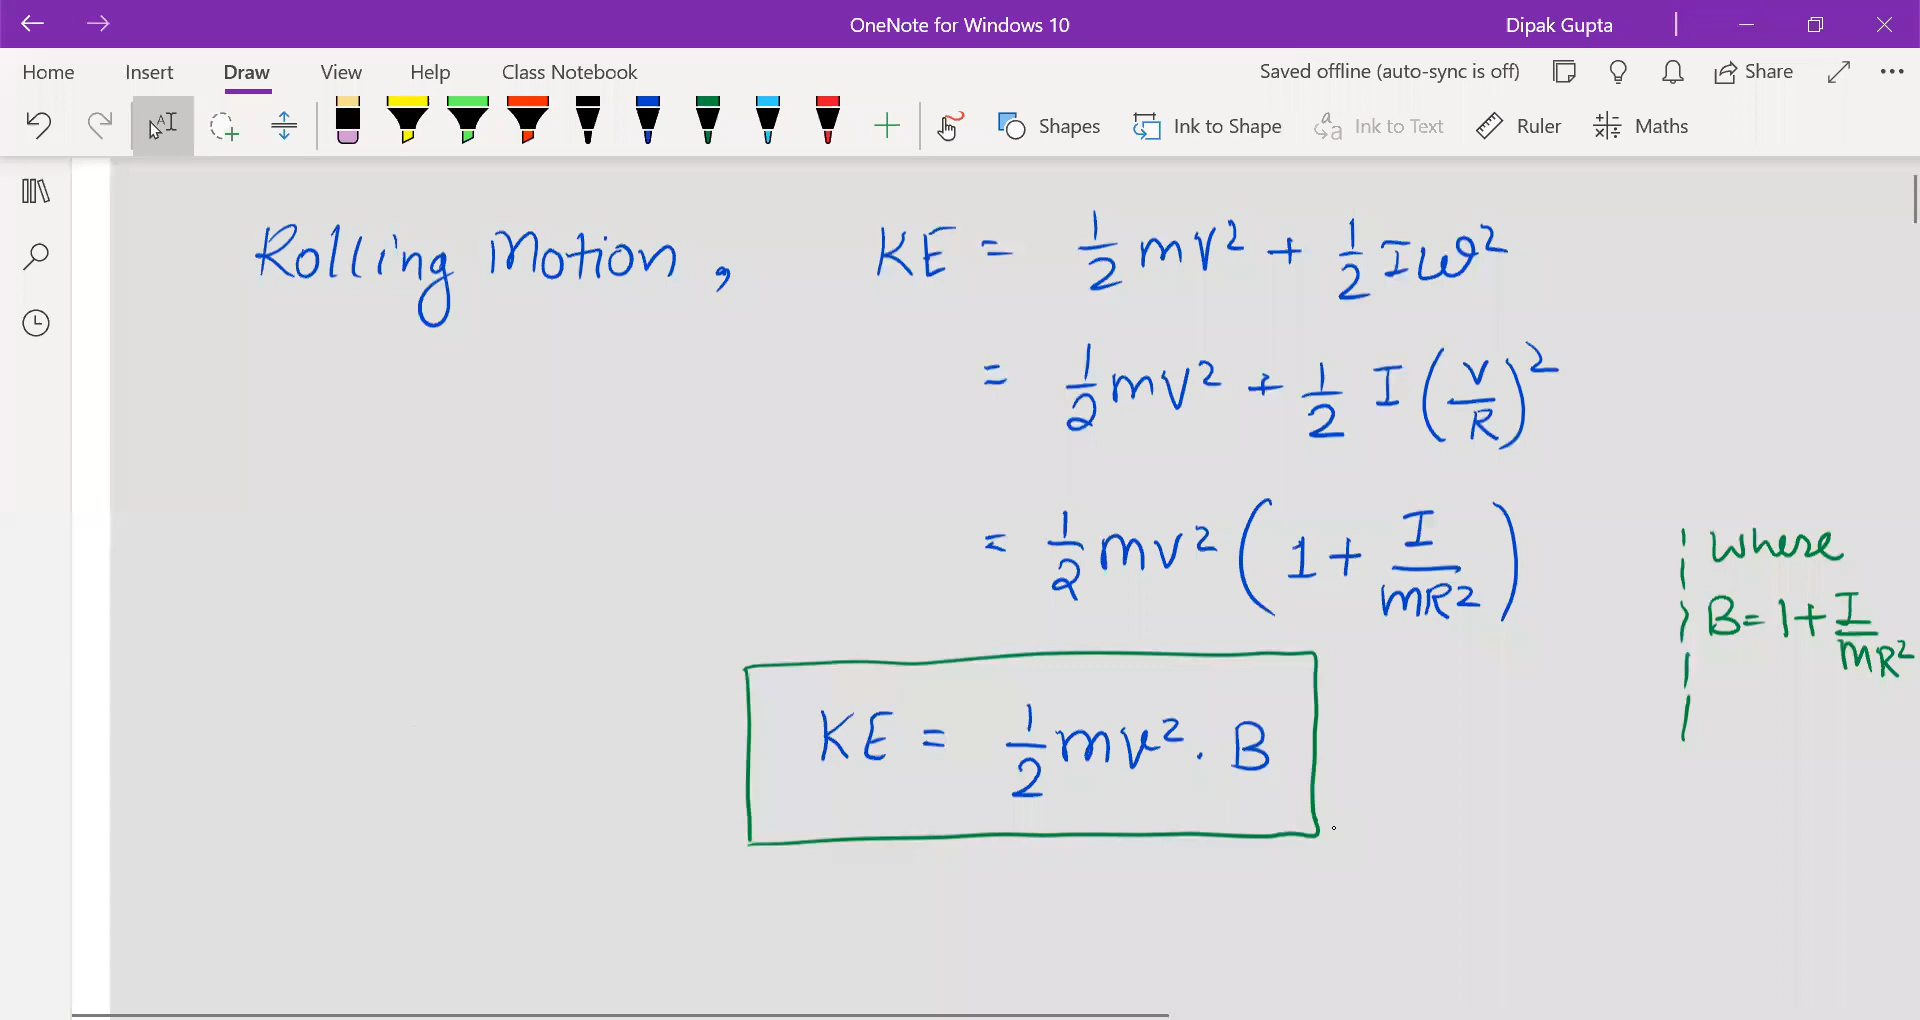 OneNote for Windows 10
Dipak Gupta
Home Insert Draw View Help Class Notebook
Saved offline (auto-sync is off) Share
Shapes Ink to Shape Ink to Text Ruler Maths
Rolling Motion, KE = 1/2 mv² + 1/2 Iω²
= 1/2 mv² + 1/2 I (v/R)²
= 1/2 mv² (1 + I/mR²)
where
B = 1 + I/mR²
KE = 1/2 mv² . B